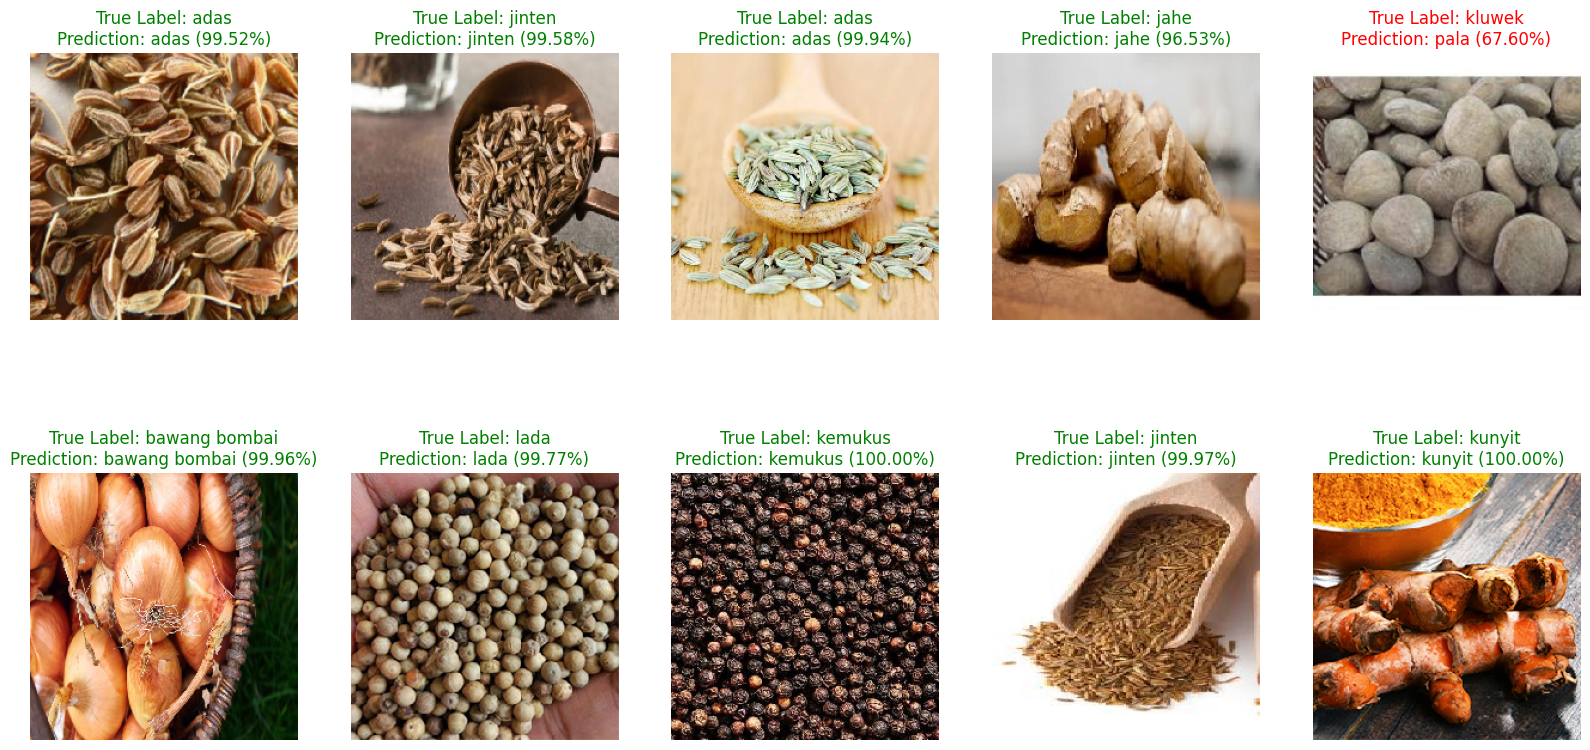 True Label: adas
Prediction: adas (99.52%)
True Label: jinten
Prediction: jinten (99.58%)
True Label: adas
Prediction: adas (99.94%)
True Label: jahe
Prediction: jahe (96.53%)
True Label: kluwek
Prediction: pala (67.60%)
True Label: bawang bombai
Prediction: bawang bombai (99.96%)
True Label: lada
Prediction: lada (99.77%)
True Label: kemukus
Prediction: kemukus (100.00%)
True Label: jinten
Prediction: jinten (99.97%)
True Label: kunyit
Prediction: kunyit (100.00%)